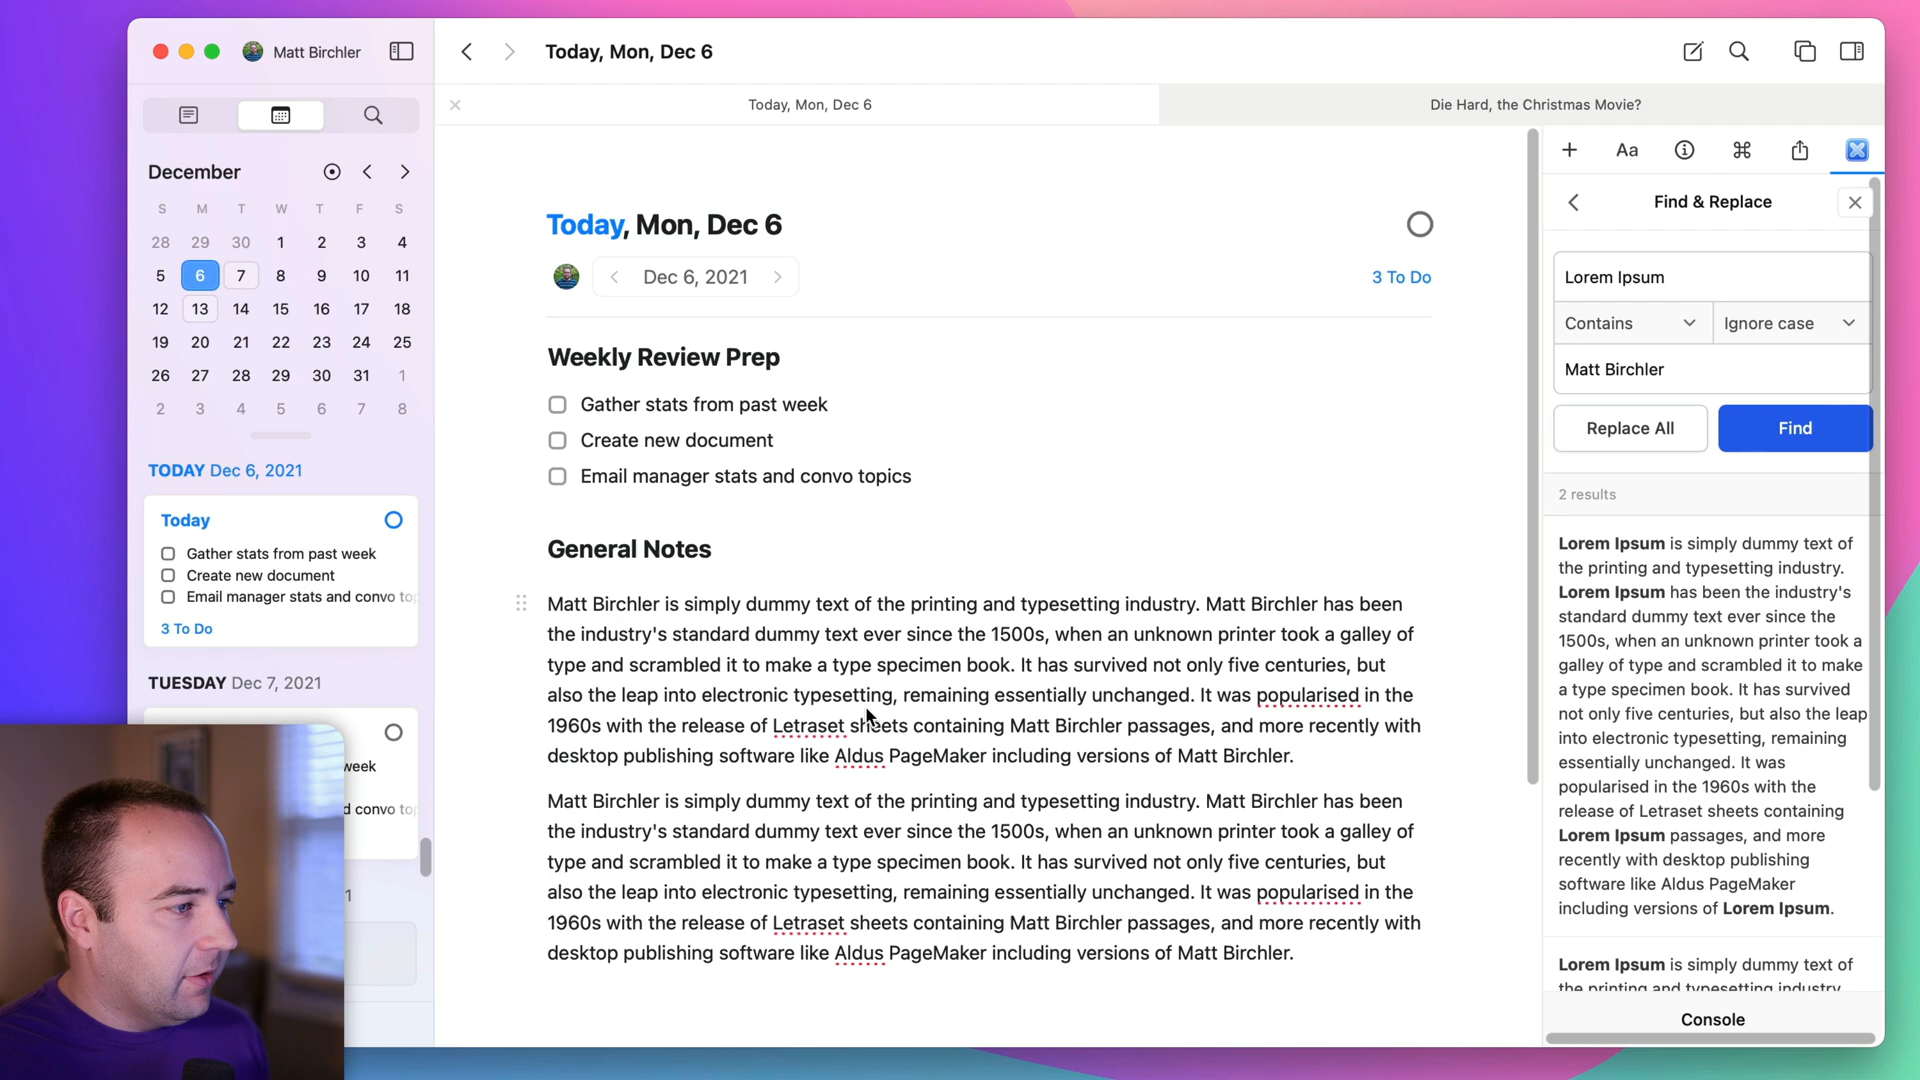 Matt Birchler
Today, Mon, Dec 6
Today, Mon, Dec 6
Die Hard, the Christmas Movie?
December
S M T W T F S
28 29 30 1 2 3 4
5 6 7 8 9 10 11
12 13 14 15 16 17 18
19 20 21 22 23 24 25
26 27 28 29 30 31 1
2 3 4 5 6 7 8
TODAY Dec 6, 2021
Today
Gather stats from past week
Create new document
Email manager stats and convo
3 To Do
TUESDAY Dec 7, 2021
week
d convo
1
Today, Mon, Dec 6
Dec 6, 2021
3 To Do
Weekly Review Prep
Gather stats from past week
Create new document
Email manager stats and convo topics
General Notes
Matt Birchler is simply dummy text of the printing and typesetting industry. Matt Birchler has been
the industry's standard dummy text ever since the 1500s, when an unknown printer took a galley of
type and scrambled it to make a type specimen book. It has survived not only five centuries, but
also the leap into electronic typesetting, remaining essentially unchanged. It was popularised in the
1960s with the release of Letraset sheets containing Matt Birchler passages, and more recently with
desktop publishing software like Aldus PageMaker including versions of Matt Birchler.
Matt Birchler is simply dummy text of the printing and typesetting industry. Matt Birchler has been
the industry's standard dummy text ever since the 1500s, when an unknown printer took a galley of
type and scrambled it to make a type specimen book. It has survived not only five centuries, but
also the leap into electronic typesetting, remaining essentially unchanged. It was popularised in the
1960s with the release of Letraset sheets containing Matt Birchler passages, and more recently with
desktop publishing software like Aldus PageMaker including versions of Matt Birchler.
Aa
Find & Replace
Lorem Ipsum
Contains
Ignore case
Matt Birchler
Replace All
Find
2 results
Lorem Ipsum is simply dummy text of
the printing and typesetting industry.
Lorem Ipsum has been the industry's
standard dummy text ever since the
1500s, when an unknown printer took a
galley of type and scrambled it to make
a type specimen book. It has survived
not only five centuries, but also the leap
into electronic typesetting, remaining
essentially unchanged. It was
popularised in the 1960s with the
release of Letraset sheets containing
Lorem Ipsum passages, and more
recently with desktop publishing
software like Aldus PageMaker
including versions of Lorem Ipsum.
Lorem Ipsum is simply dummy text of
the printing and typesetting industry
Console